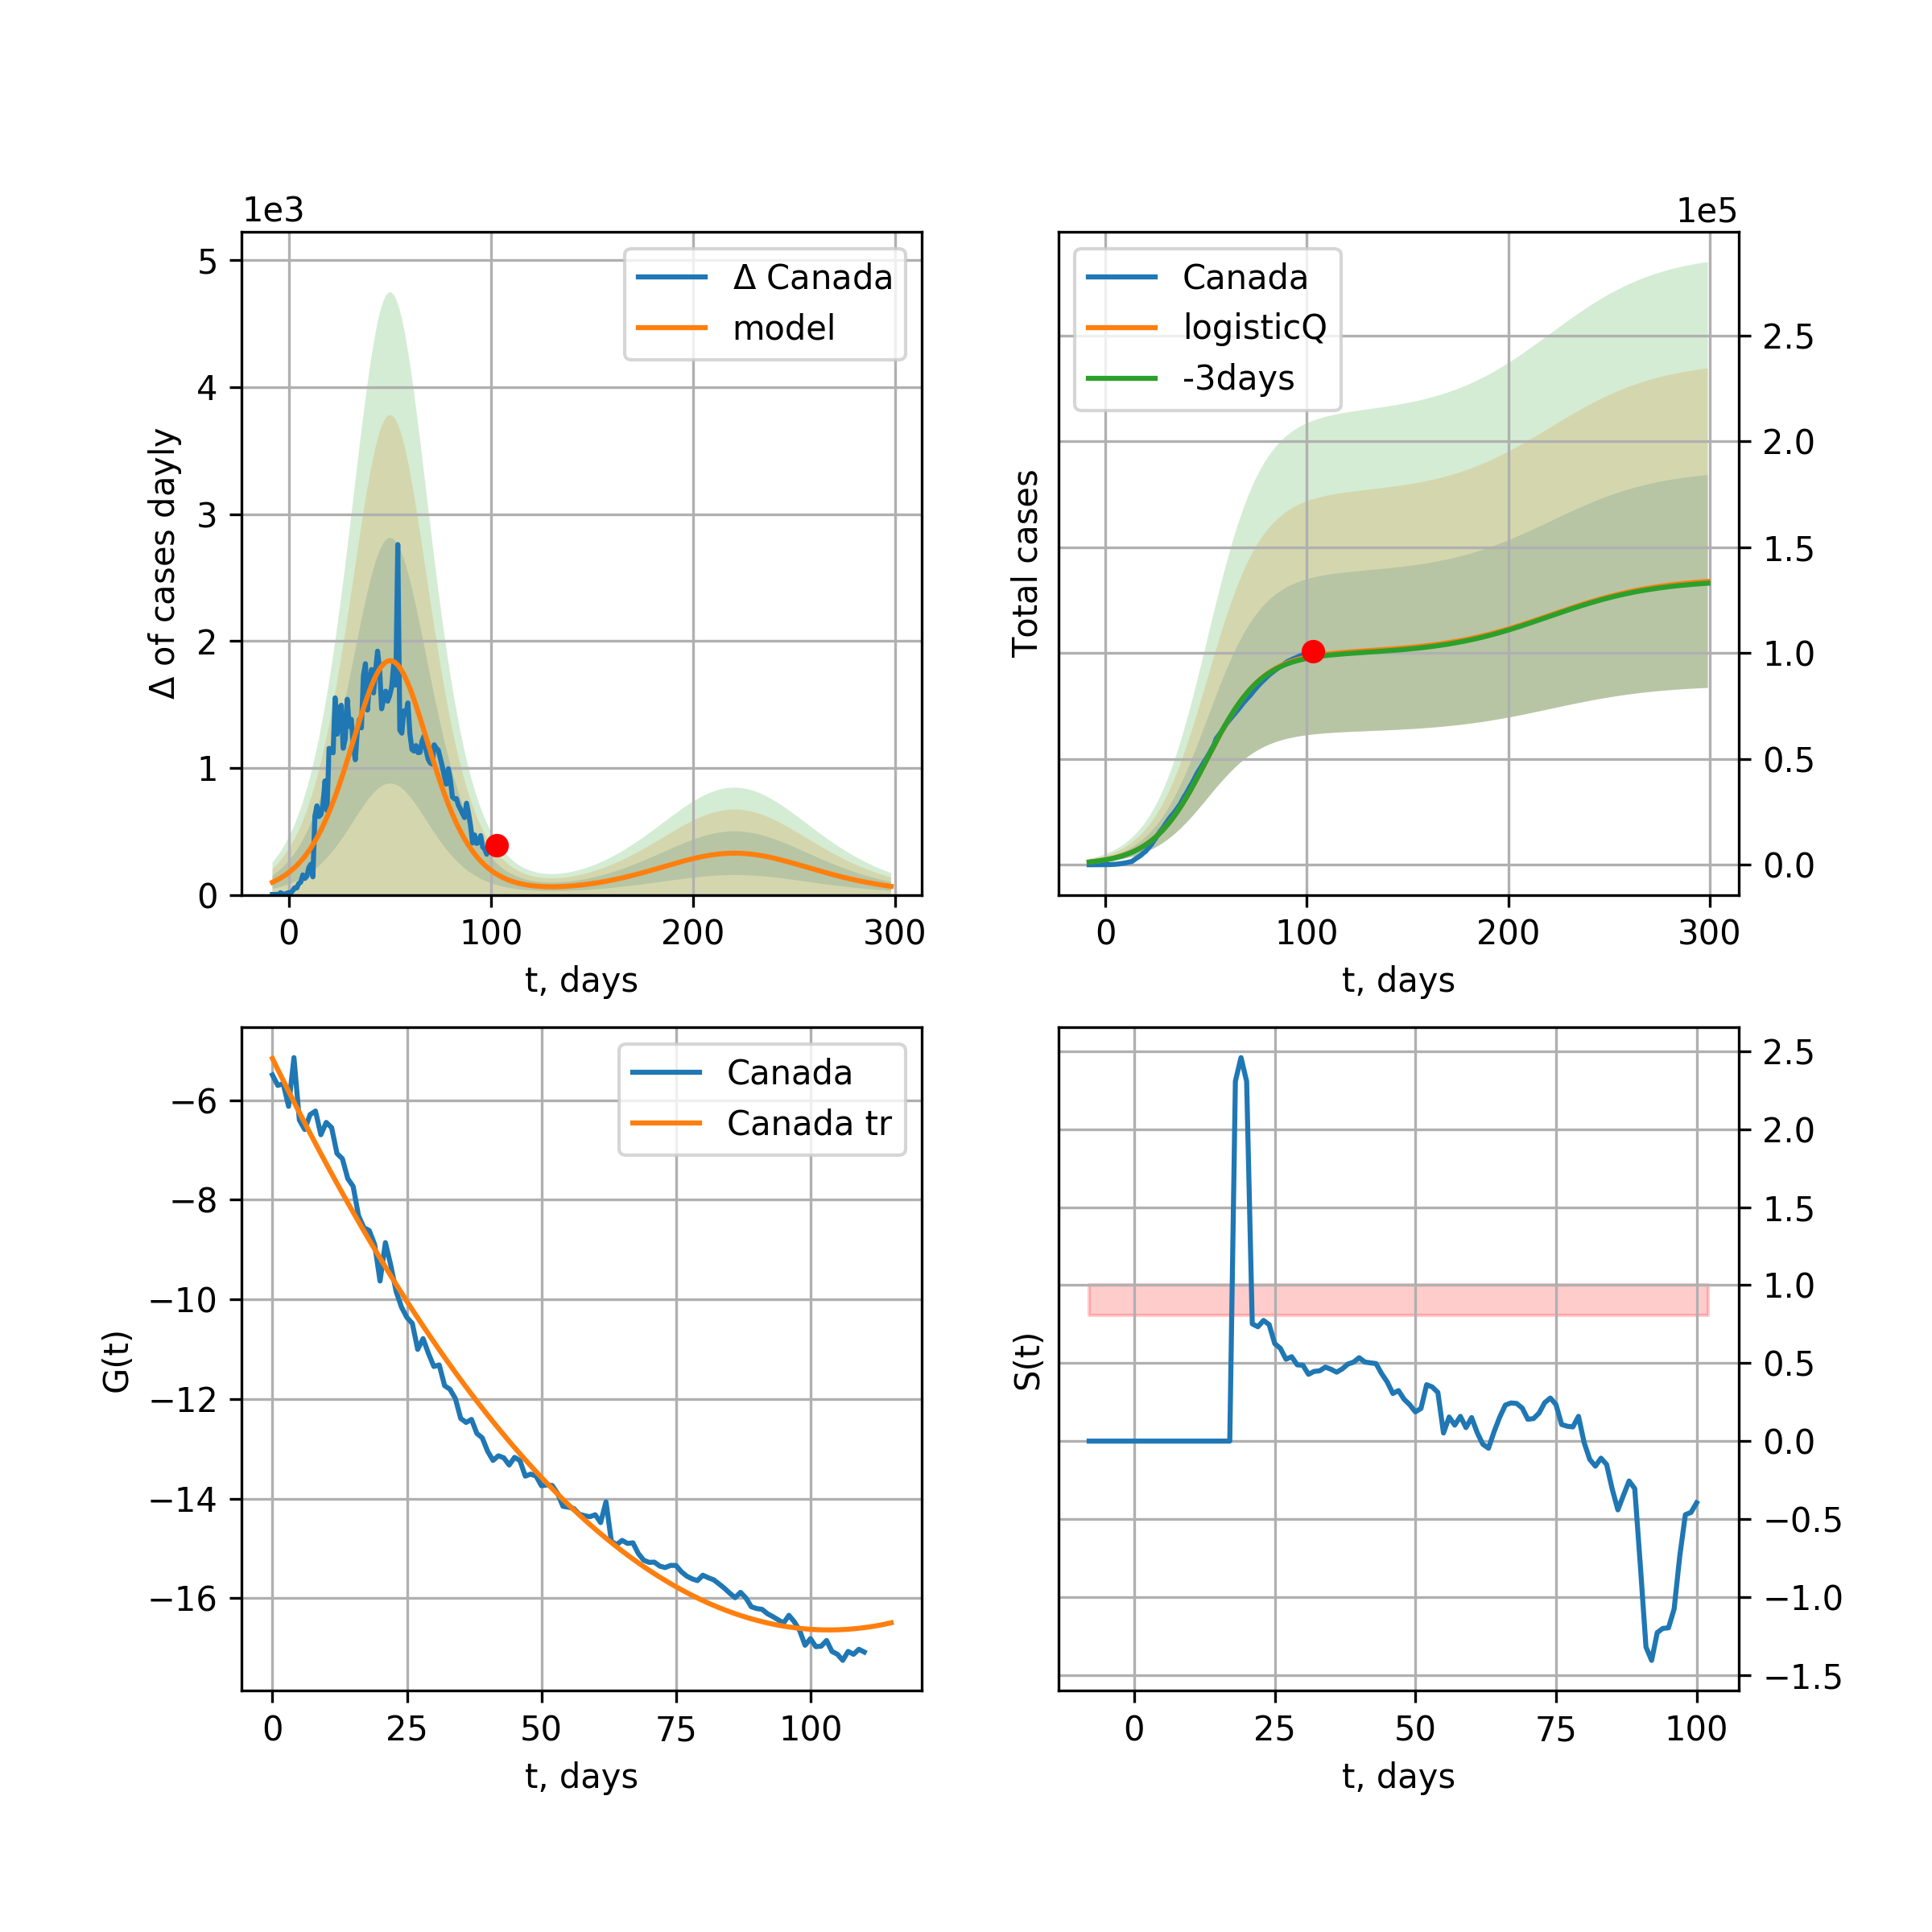 1e3
5
4
3
2
1
0
Δ of cases dayly
Δ Canada
model
0 100 200 300
t, days
1e5
Canada
logisticQ
-3days
Total cases
2.5
2.0
1.5
1.0
0.5
0.0
0 100 200 300
t, days
−6
−8
−10
−12
−14
−16
G(t)
Canada
Canada tr
0 25 50 75 100
t, days
S(t)
2.5
2.0
1.5
1.0
0.5
0.0
−0.5
−1.0
−1.5
0 25 50 75 100
t, days